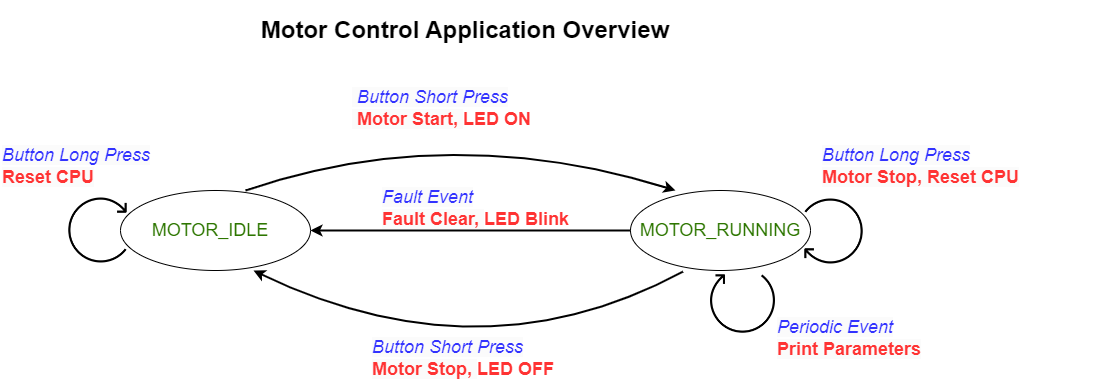 Motor Control Application Overview
Button Short Press
Motor Start, LED ON
Button Long Press
Reset CPU
Button Long Press
Motor Stop, Reset CPU
Fault Event
Fault Clear, LED Blink
MOTOR_IDLE
MOTOR_RUNNING
Periodic Event
Print Parameters
Button Short Press
Motor Stop, LED OFF